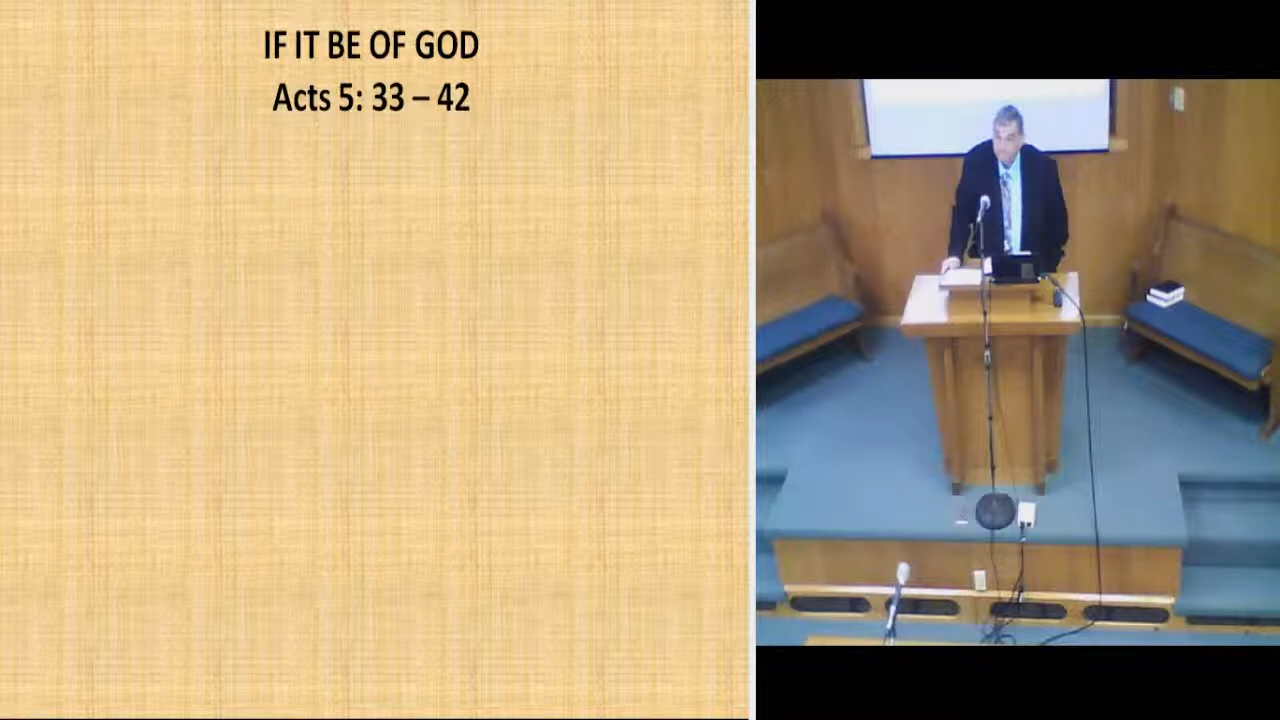 IF IT BE OF GOD
Acts 5: 33 – 42